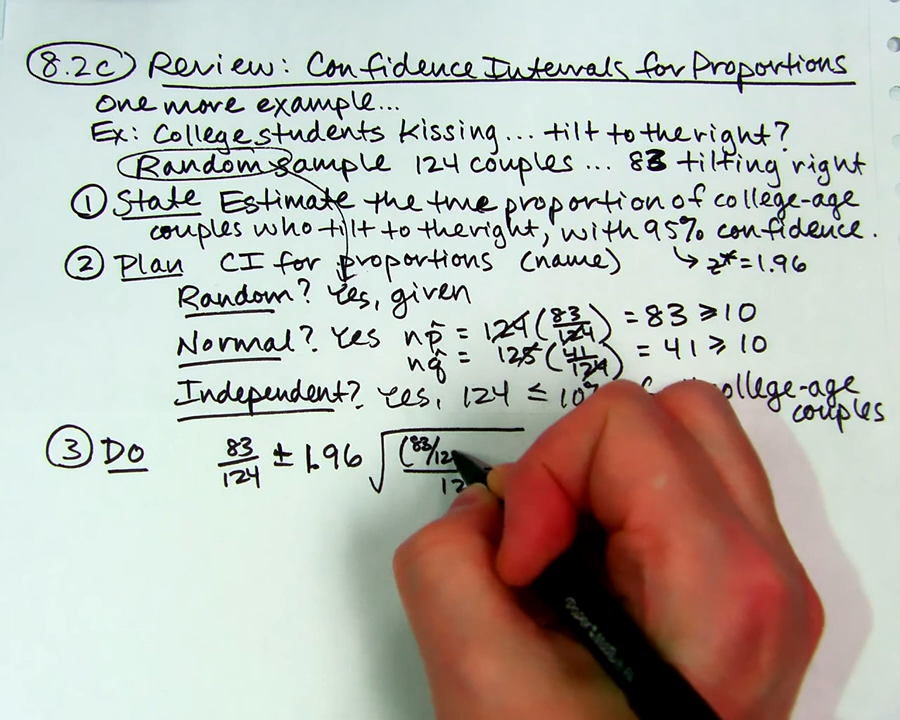 8.2c Review: Confidence Intervals for Proportions
One more example...
Ex: College students kissing... tilt to the right?
Random sample 124 couples ... 83 tilting right
① State Estimate the true proportion of college-age
couples who tilt to the right, with 95% confidence.
② Plan CI for proportions (name) ↳ z* = 1.96
Random? Yes, given
Normal? Yes np̂ = 124(83/124) = 83 ≥ 10
nq̂ = 125(41/124) = 41 ≥ 10
Independent? Yes, 124 ≤ 10% college-age
couples
③ Do 83/124 ± 1.96 √(83/12
12